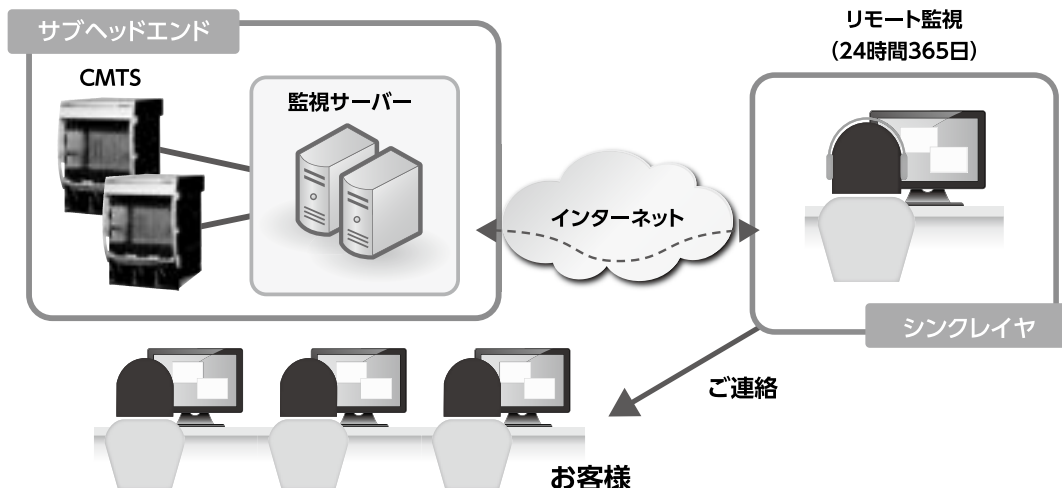 サブヘッドエンド
CMTS
監視サーバー
インターネット
リモート監視
(24時間365日)
シンクレイヤ
ご連絡
お客様